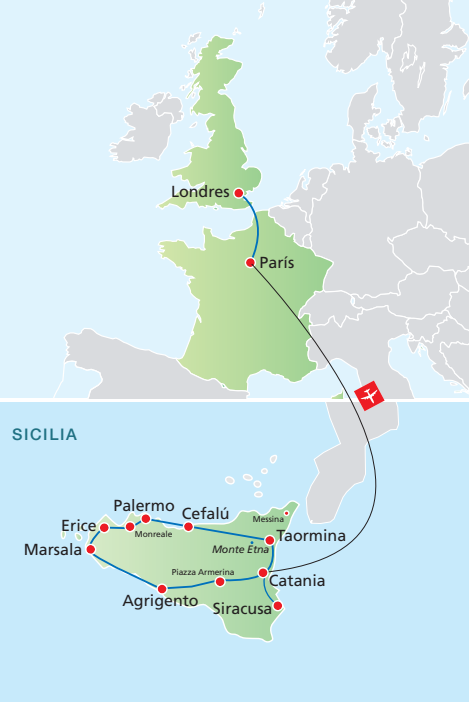 Londres
París
SICILIA
Palermo
Cefalú
Messina
Erice
Monreale
Taormina
Marsala
Monte Etna
Piazza Armerina
Catania
Agrigento
Siracusa